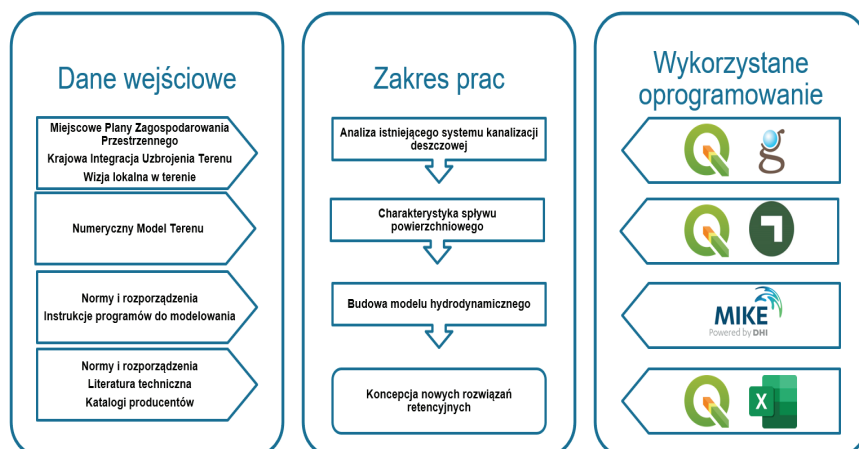 Dane wejściowe
Miejscowe Plany Zagospodarowania
Przestrzennego
Krajowa Integracja Uzbrojenia Terenu
Wizja lokalna w terenie
Numeryczny Model Terenu
Normy i rozporządzenia
Instrukcje programów do modelowania
Normy i rozporządzenia
Literatura techniczna
Katalogi producentów
Zakres prac
Analiza istniejącego systemu kanalizacji
deszczowej
Charakterystyka spływu
powierzchniowego
Budowa modelu hydrodynamicznego
Koncepcja nowych rozwiązań
retencyjnych
Wykorzystane
oprogramowanie
MIKE
Powered by DHI
X